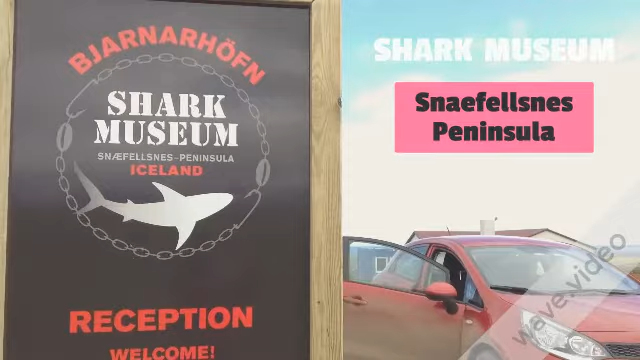 BJARNARHÖFN
SHARK
MUSEUM
SNÆFELLSNES-PENINSULA
ICELAND
RECEPTION
WELCOME!
SHARK MUSEUM
Snaefellsnes
Peninsula
wave.video